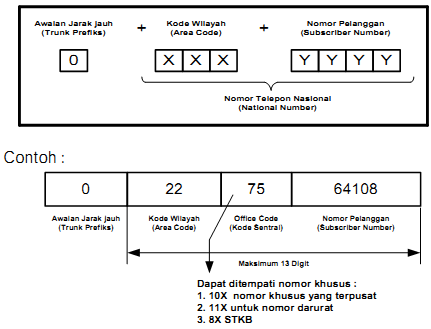 Awalan Jarak jauh + Kode Wilayah + Nomor Pelanggan
(Trunk Prefiks) (Area Code) (Subscriber Number)
0 X X X Y Y Y Y
Nomor Telepon Nasional
(National Number)
Contoh :
0 22 75 64108
Awalan Jarak jauh Kode Wilayah Office Code Nomor Pelanggan
(Trunk Prefiks) (Area Code) (Kode Sentral) (Subscriber Number)
Maksimum 13 Digit
Dapat ditempati nomor khusus :
1. 10X nomor khusus yang terpusat
2. 11X untuk nomor darurat
3. 8X STKB